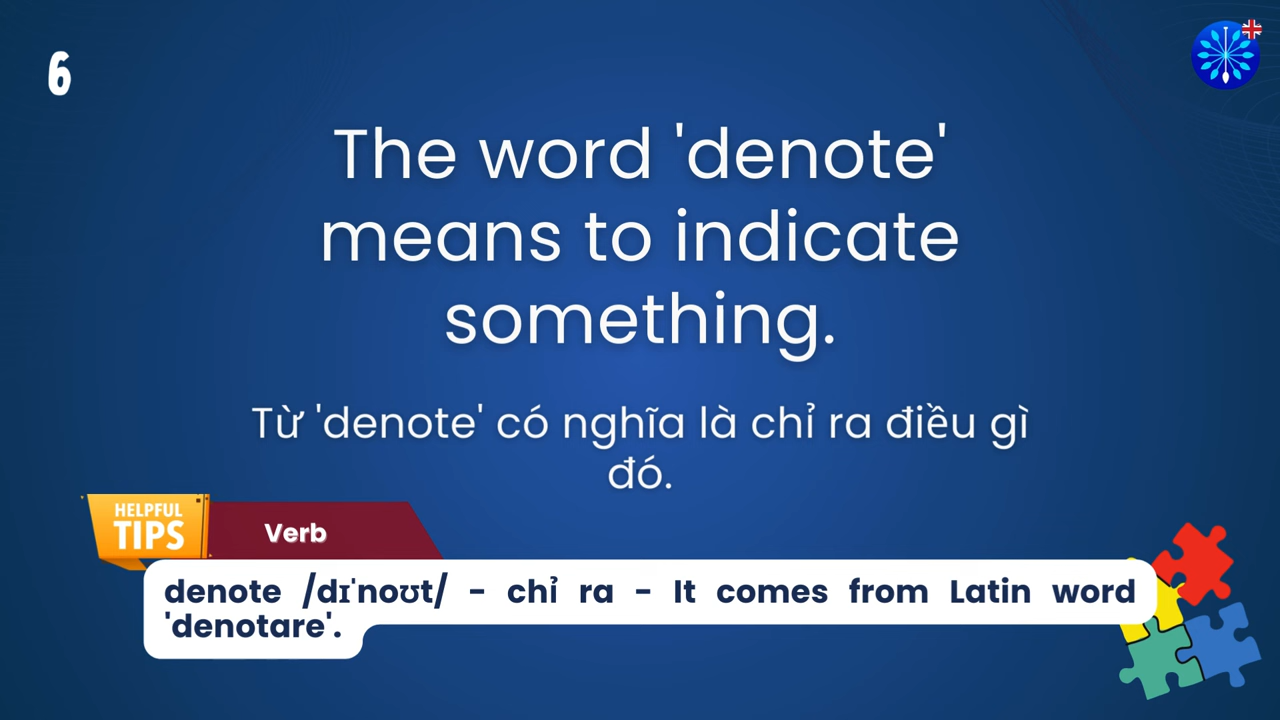 6
The word 'denote'
means to indicate
something.
Từ 'denote' có nghĩa là chỉ ra điều gì
đó.
HELPFUL
TIPS
Verb
denote /dɪˈnoʊt/ - chỉ ra - It comes from Latin word
'denotare'.